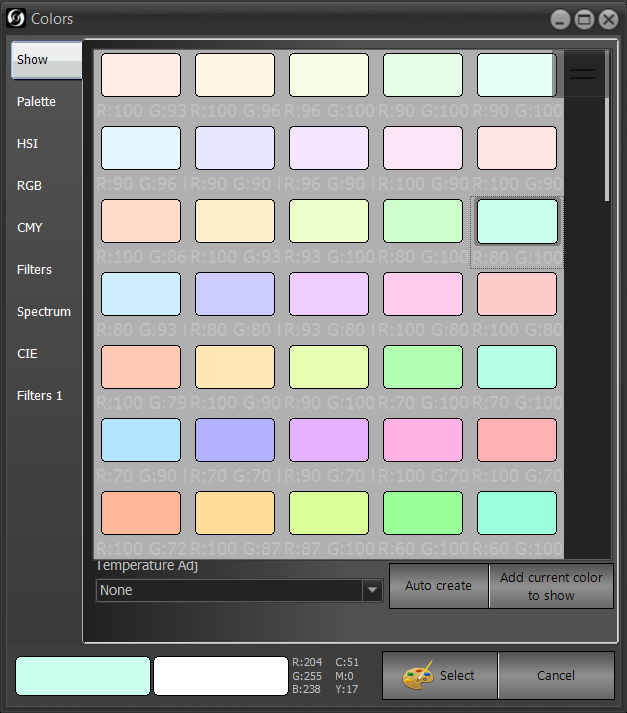 Colors
Show
Palette
HSI
RGB
CMY
Filters
Spectrum
CIE
Filters 1
R:100 G:93 R:100 G:96 R:96 G:100 R:90 G:100 R:90 G:100
R:90 G:96 R:90 G:90 R:96 G:90 R:100 G:90 R:100 G:90
R:100 G:86 R:100 G:93 R:93 G:100 R:80 G:100 R:80 G:100
R:80 G:93 R:80 G:80 R:93 G:80 R:100 G:80 R:100 G:80
R:100 G:79 R:100 G:90 R:90 G:100 R:70 G:100 R:70 G:100
R:70 G:90 R:70 G:70 R:90 G:70 R:100 G:70 R:100 G:70
R:100 G:72 R:100 G:87 R:87 G:100 R:60 G:100 R:60 G:100
Temperature Adj
None
Auto create
Add current color
to show
R:204 C:51
G:255 M:0
B:238 Y:17
Select
Cancel